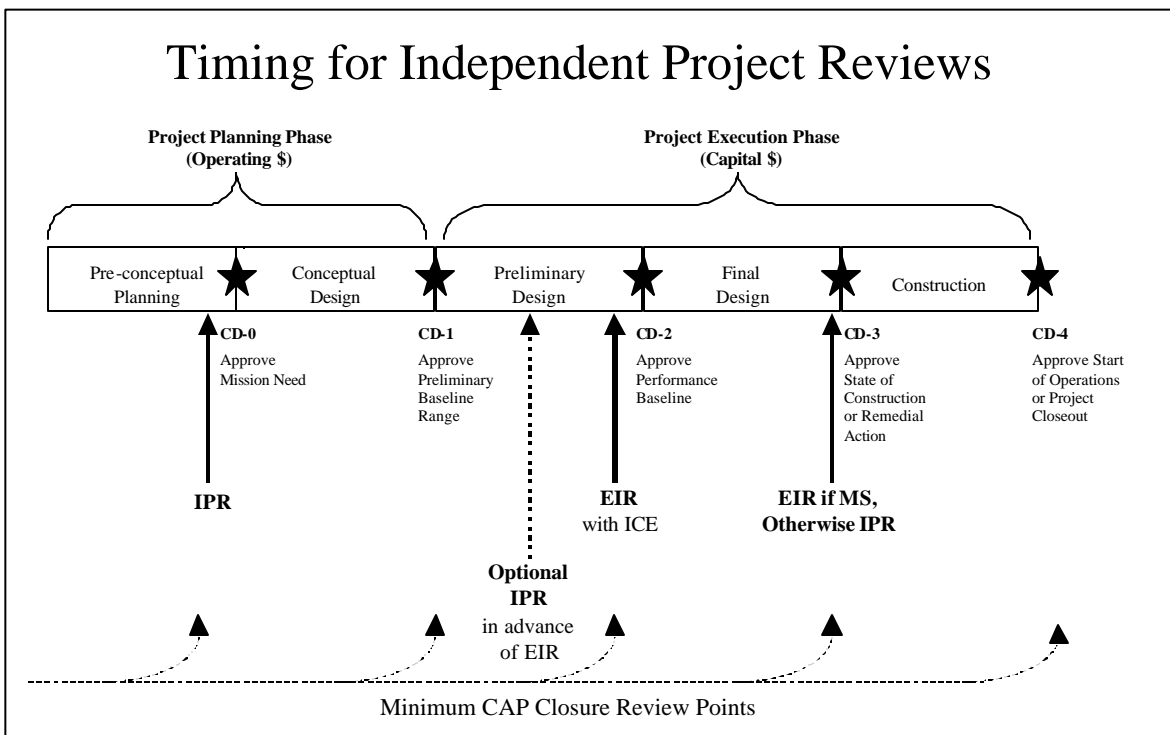 Timing for Independent Project Reviews
Project Planning Phase
(Operating $)
Project Execution Phase
(Capital $)
Pre-conceptual
Planning
Conceptual
Design
Preliminary
Design
Final
Design
Construction
CD-0
Approve
Mission Need
CD-1
Approve
Preliminary
Baseline
Range
CD-2
Approve
Performance
Baseline
CD-3
Approve
State of
Construction
or Remedial
Action
CD-4
Approve Start
of Operations
or Project
Closeout
IPR
EIR
with ICE
EIR if MS,
Otherwise IPR
Optional
IPR
in advance
of EIR
Minimum CAP Closure Review Points